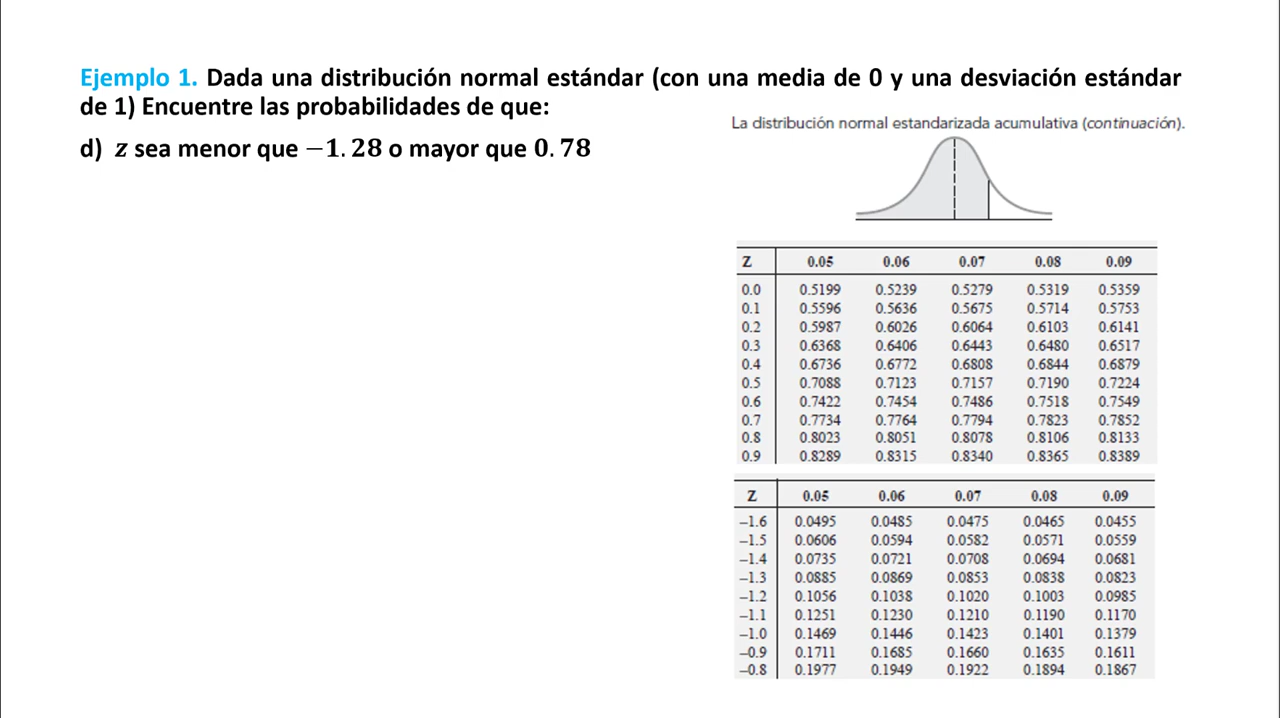 Ejemplo 1. Dada una distribución normal estándar (con una media de 0 y una desviación estándar
de 1) Encuentre las probabilidades de que:
d) z sea menor que −1.28 o mayor que 0.78
La distribución normal estandarizada acumulativa (continuación).
Z 0.05 0.06 0.07 0.08 0.09
0.0 0.5199 0.5239 0.5279 0.5319 0.5359
0.1 0.5596 0.5636 0.5675 0.5714 0.5753
0.2 0.5987 0.6026 0.6064 0.6103 0.6141
0.3 0.6368 0.6406 0.6443 0.6480 0.6517
0.4 0.6736 0.6772 0.6808 0.6844 0.6879
0.5 0.7088 0.7123 0.7157 0.7190 0.7224
0.6 0.7422 0.7454 0.7486 0.7518 0.7549
0.7 0.7734 0.7764 0.7794 0.7823 0.7852
0.8 0.8023 0.8051 0.8078 0.8106 0.8133
0.9 0.8289 0.8315 0.8340 0.8365 0.8389
Z 0.05 0.06 0.07 0.08 0.09
−1.6 0.0495 0.0485 0.0475 0.0465 0.0455
−1.5 0.0606 0.0594 0.0582 0.0571 0.0559
−1.4 0.0735 0.0721 0.0708 0.0694 0.0681
−1.3 0.0885 0.0869 0.0853 0.0838 0.0823
−1.2 0.1056 0.1038 0.1020 0.1003 0.0985
−1.1 0.1251 0.1230 0.1210 0.1190 0.1170
−1.0 0.1469 0.1446 0.1423 0.1401 0.1379
−0.9 0.1711 0.1685 0.1660 0.1635 0.1611
−0.8 0.1977 0.1949 0.1922 0.1894 0.1867